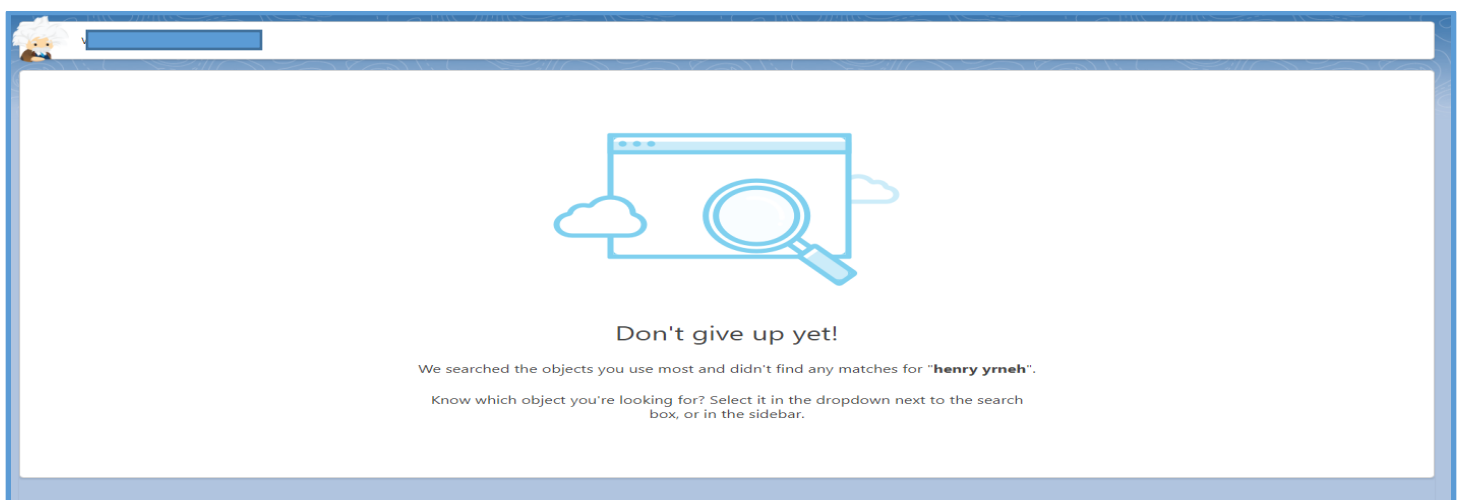 Don't give up yet!
We searched the objects you use most and didn't find any matches for "henry yrneh".
Know which object you're looking for? Select it in the dropdown next to the search
box, or in the sidebar.